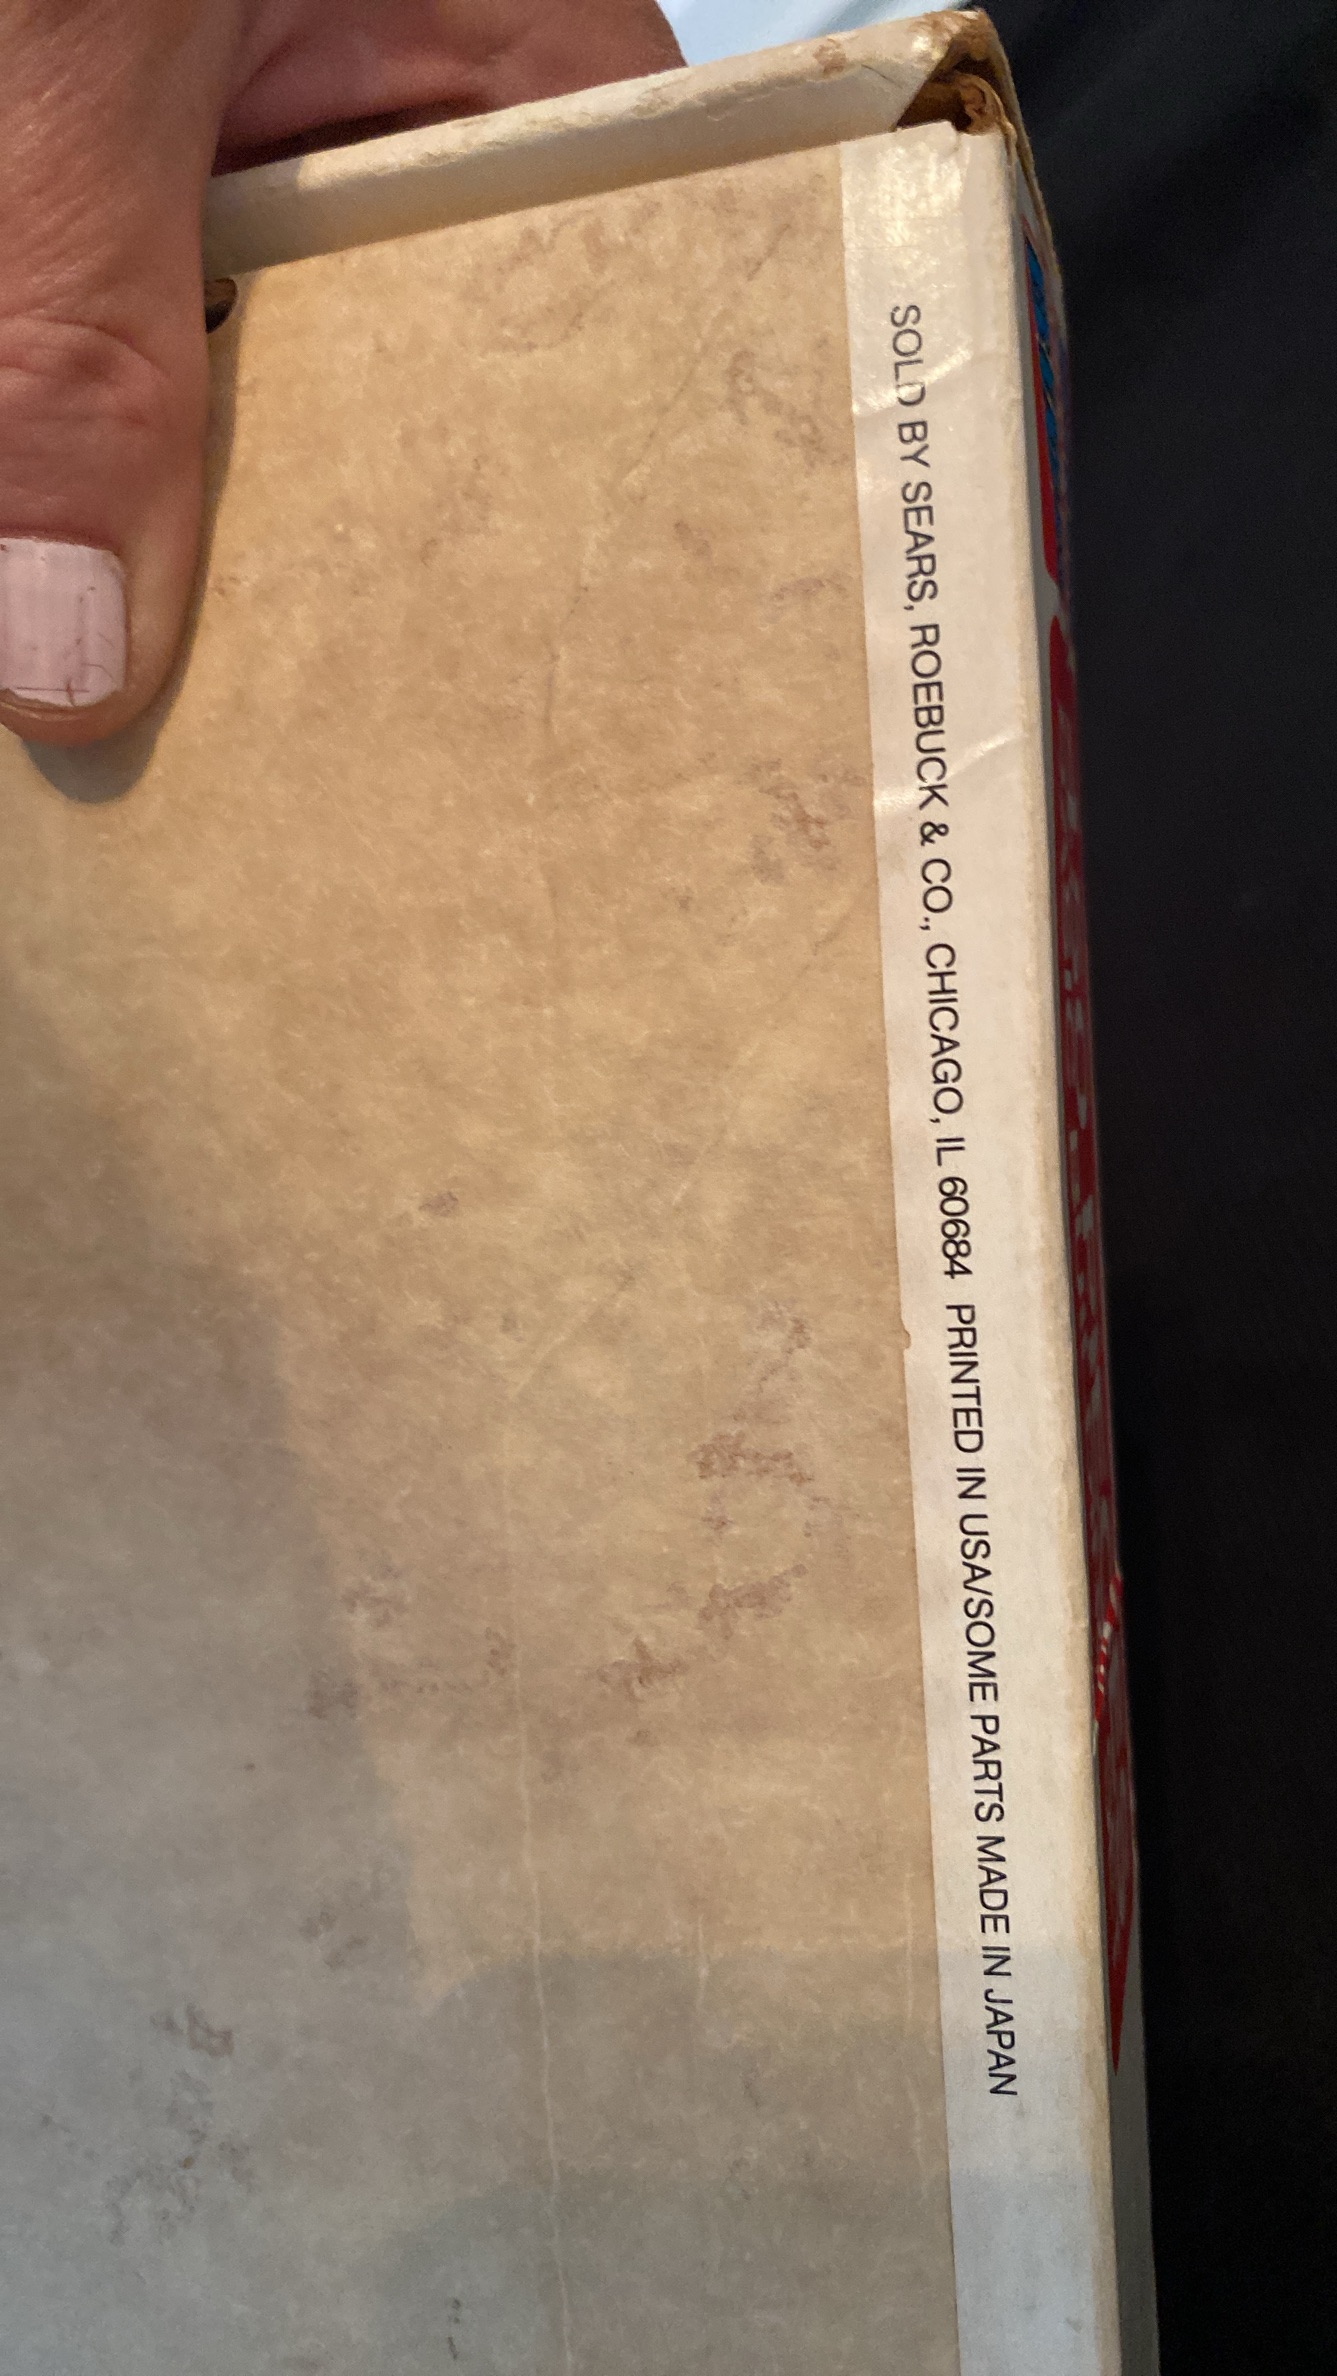 SOLD BY SEARS, ROEBUCK & CO., CHICAGO, IL 60684 PRINTED IN USA/SOME PARTS MADE IN JAPAN